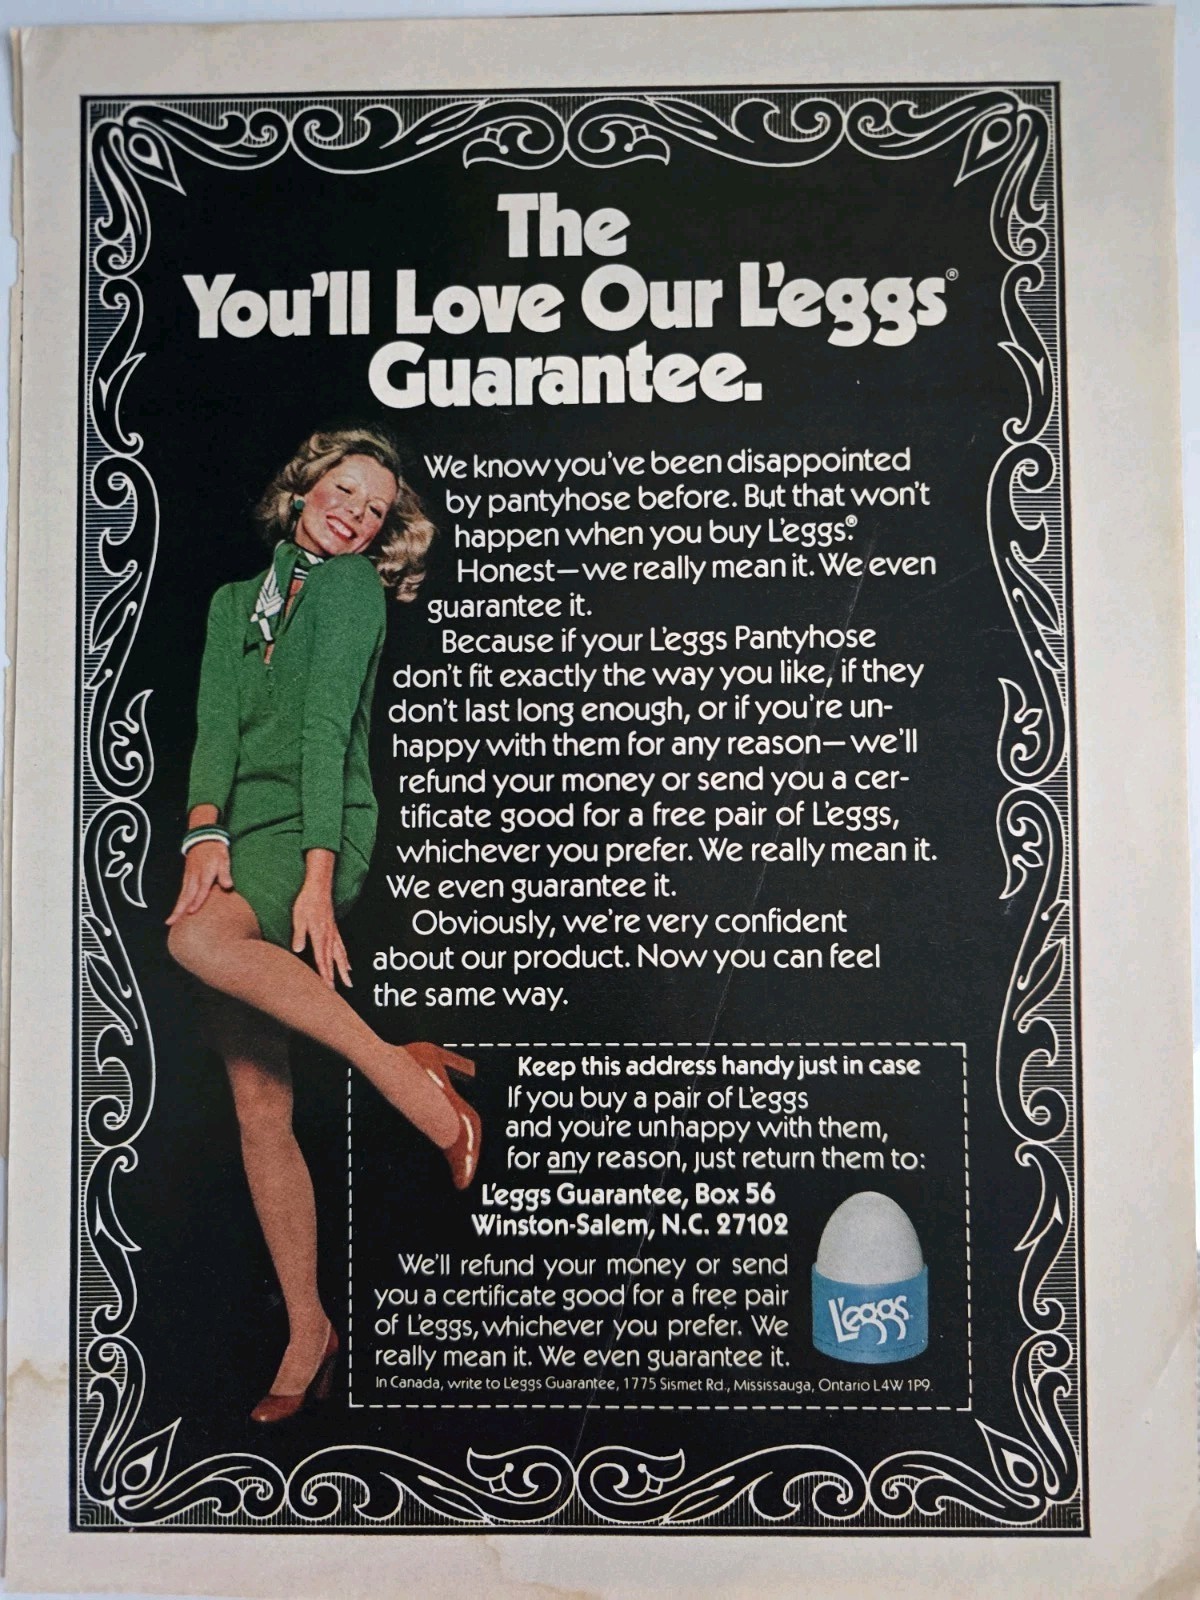 The
You'll Love Our L'eggs®
Guarantee.
We know you've been disappointed
by pantyhose before. But that won't
happen when you buy L'eggs®.
Honest—we really mean it. We even
guarantee it.
Because if your L'eggs Pantyhose
don't fit exactly the way you like, if they
don't last long enough, or if you're un-
happy with them for any reason—we'll
refund your money or send you a cer-
tificate good for a free pair of L'eggs,
whichever you prefer. We really mean it.
We even guarantee it.
Obviously, we're very confident
about our product. Now you can feel
the same way.
Keep this address handy just in case
If you buy a pair of L'eggs
and you're unhappy with them,
for any reason, just return them to:
L'eggs Guarantee, Box 56
Winston-Salem, N.C. 27102
We'll refund your money or send
you a certificate good for a free pair
of L'eggs, whichever you prefer. We
really mean it. We even guarantee it.
In Canada, write to L'eggs Guarantee, 1775 Sismet Rd., Mississauga, Ontario L4W 1P9.
L'eggs